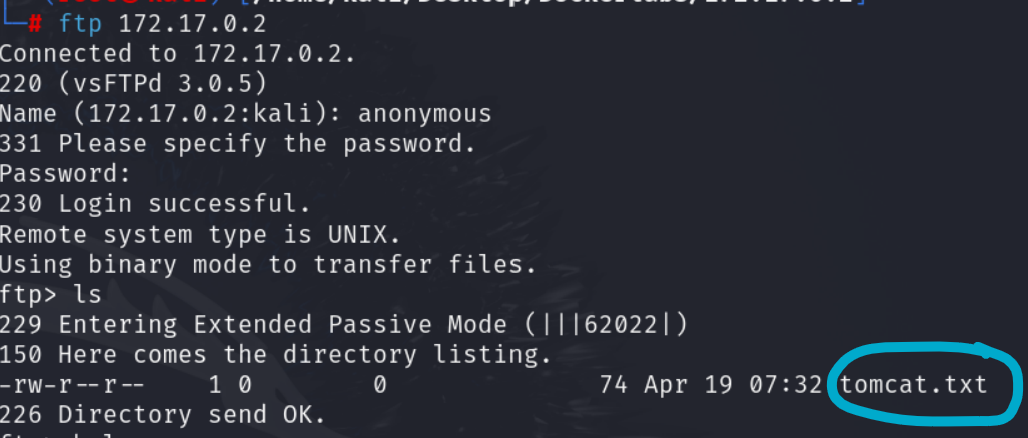 └─# ftp 172.17.0.2
Connected to 172.17.0.2.
220 (vsFTPd 3.0.5)
Name (172.17.0.2:kali): anonymous
331 Please specify the password.
Password:
230 Login successful.
Remote system type is UNIX.
Using binary mode to transfer files.
ftp> ls
229 Entering Extended Passive Mode (|||62022|)
150 Here comes the directory listing.
-rw-r--r-- 1 0 0 74 Apr 19 07:32 tomcat.txt
226 Directory send OK.